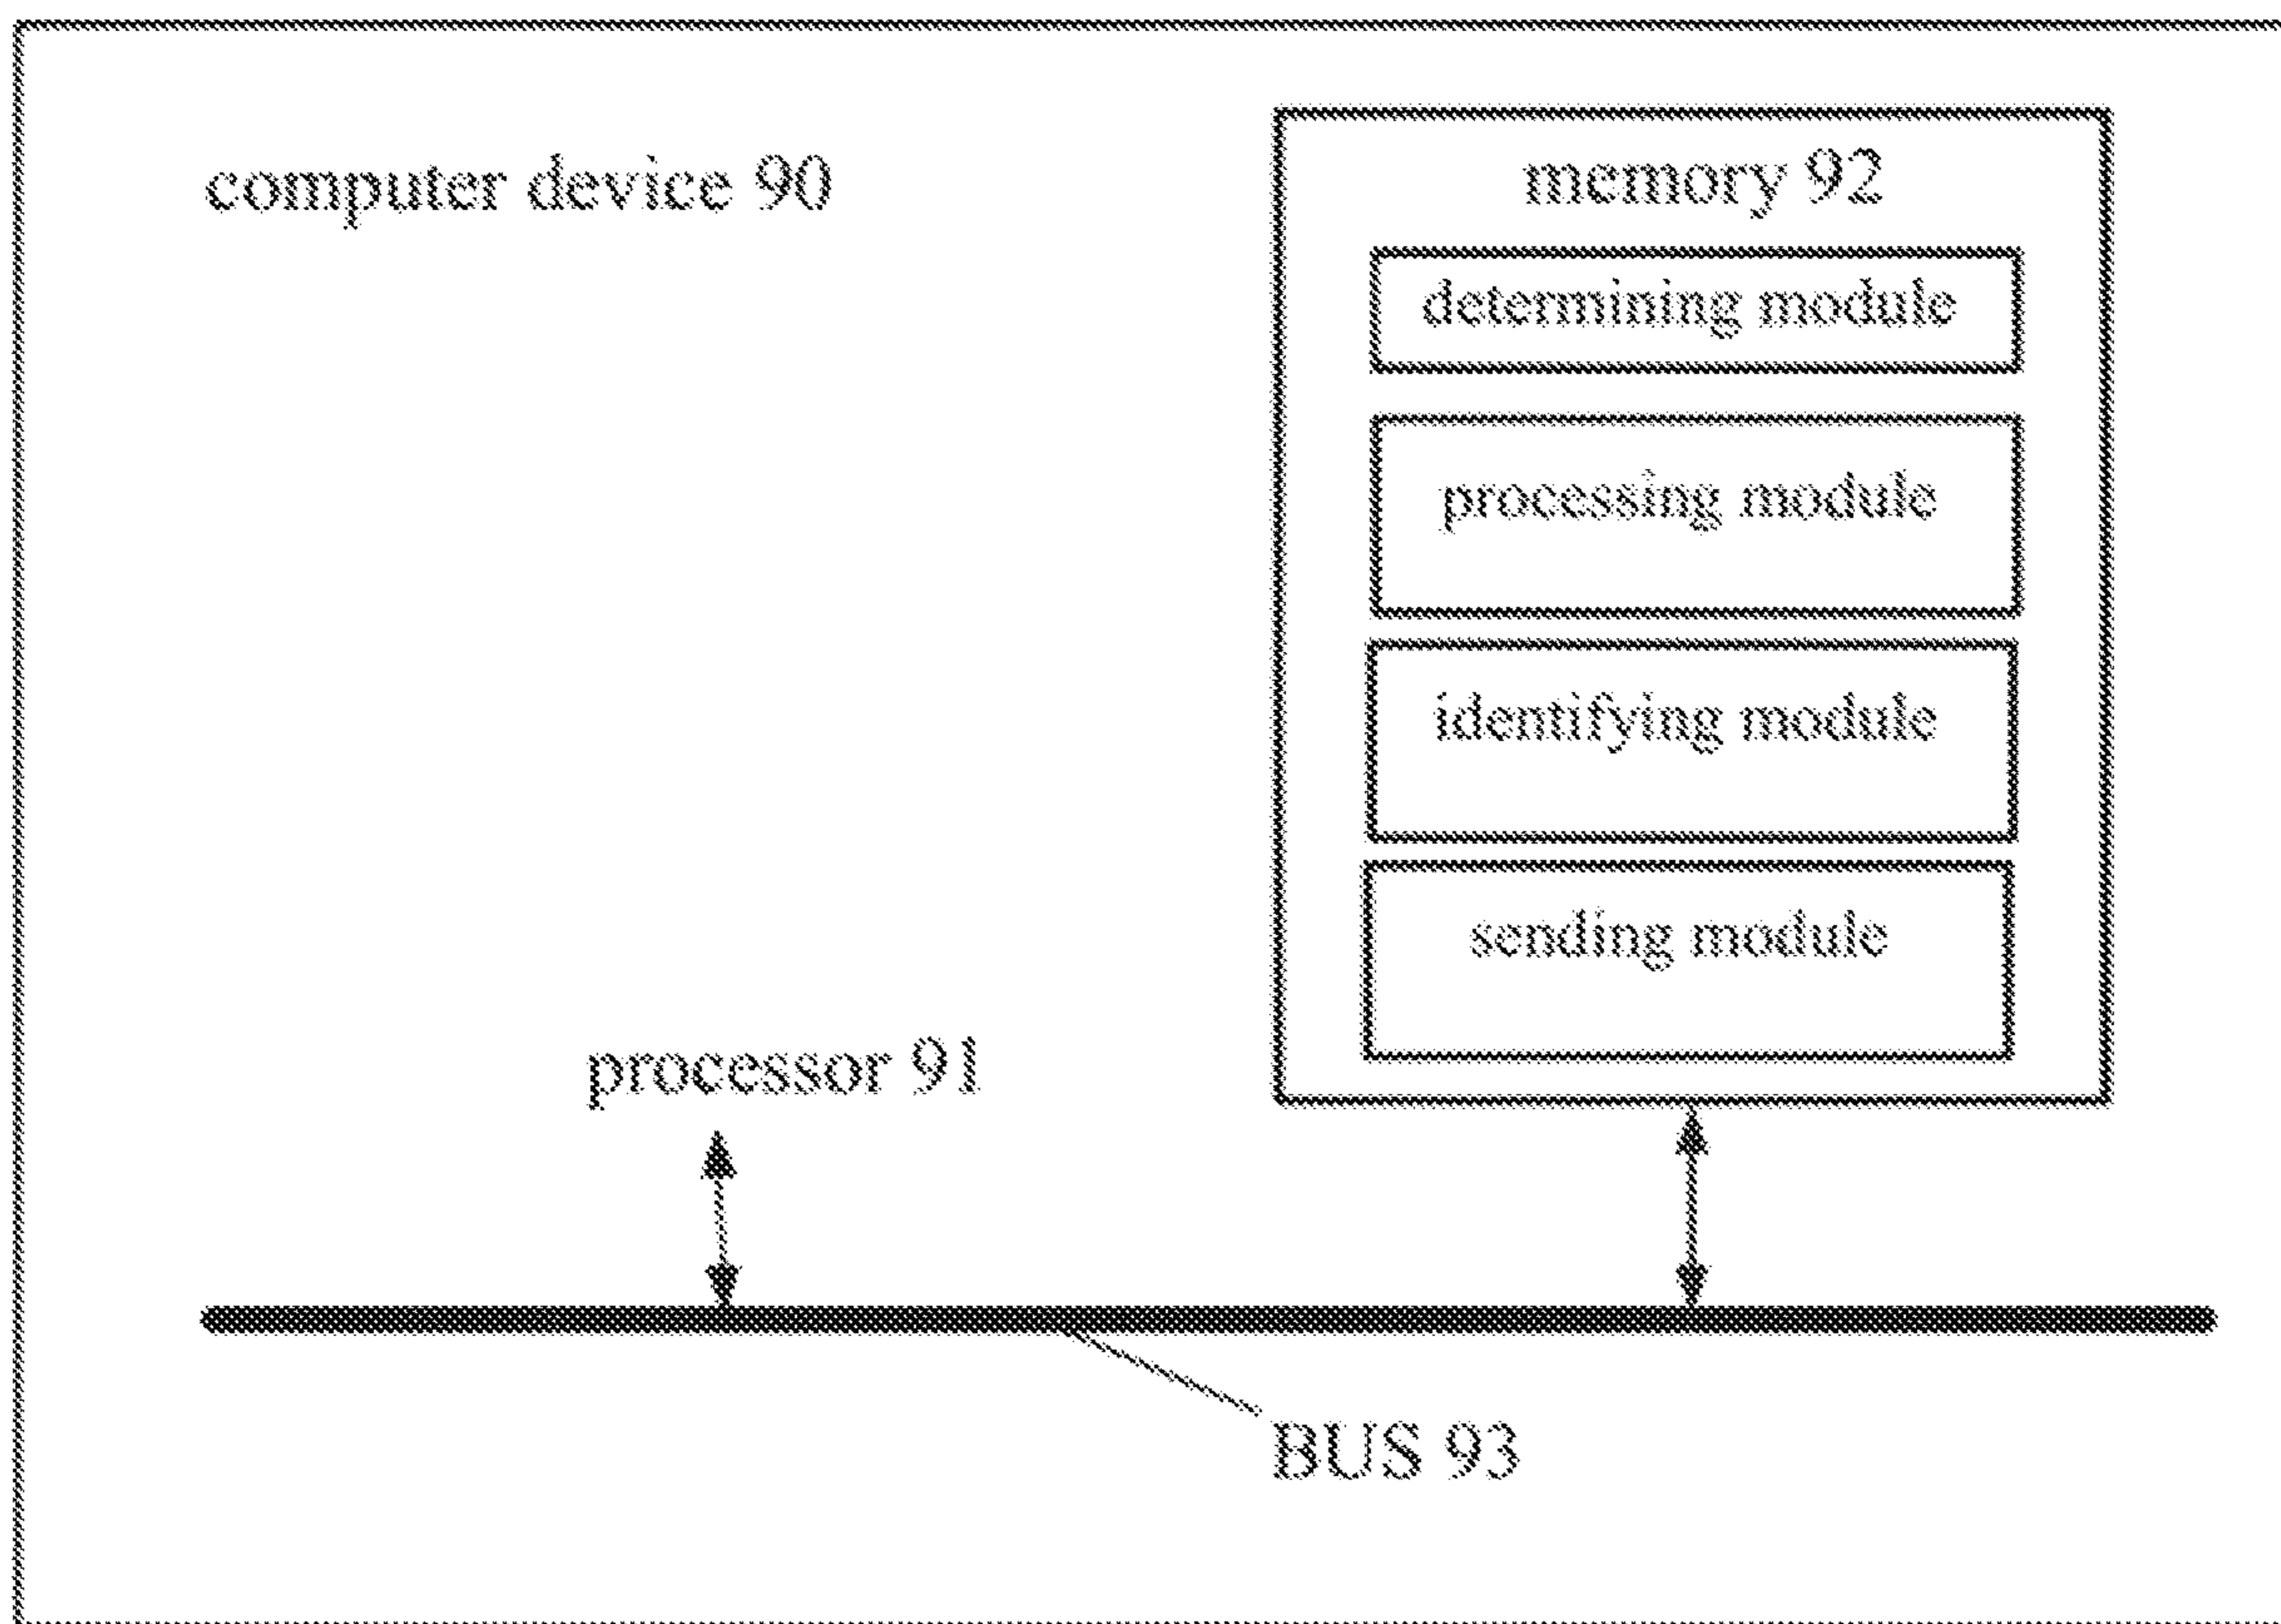 computer device 90
memory 92
determining module
processing module
identifying module
sending module
processor 91
BUS 93